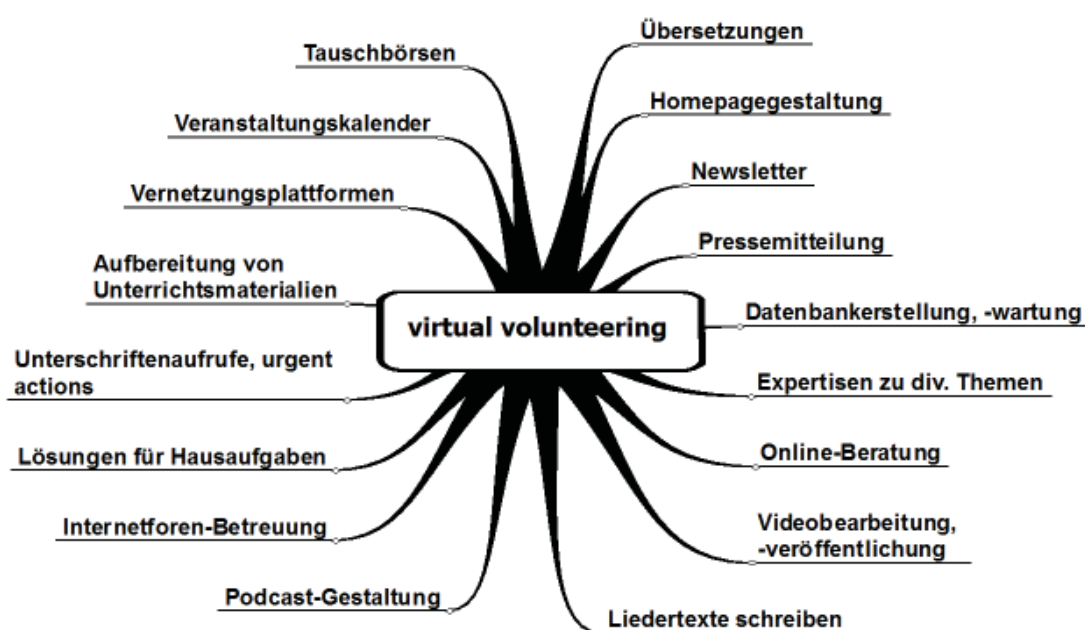 Übersetzungen
Tauschbörsen
Homepagegestaltung
Veranstaltungskalender
Newsletter
Vernetzungsplattformen
Pressemitteilung
Aufbereitung von
Unterrichtsmaterialien
virtual volunteering
Datenbankerstellung, -wartung
Unterschriftenaufrufe, urgent
actions
Expertisen zu div. Themen
Lösungen für Hausaufgaben
Online-Beratung
Internetforen-Betreuung
Videobearbeitung,
-veröffentlichung
Podcast-Gestaltung
Liedertexte schreiben